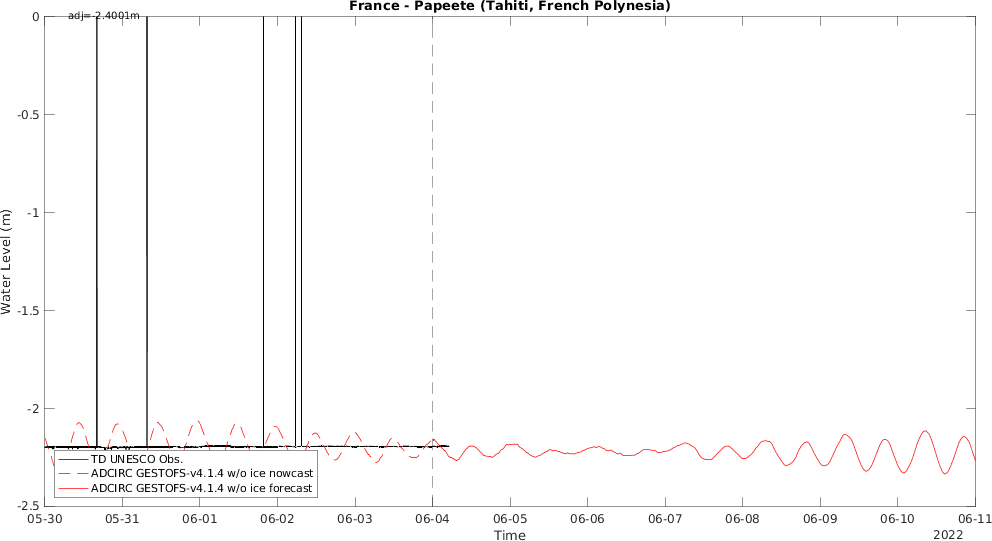 France - Papeete (Tahiti, French Polynesia)
adj=-2.4001m
0
-0.5
-1
-1.5
-2
-2.5
Water Level (m)
TD UNESCO Obs.
ADCIRC GESTOFS-v4.1.4 w/o ice nowcast
ADCIRC GESTOFS-v4.1.4 w/o ice forecast
05-30 05-31 06-01 06-02 06-03 06-04 06-05 06-06 06-07 06-08 06-09 06-10 06-11
Time
2022